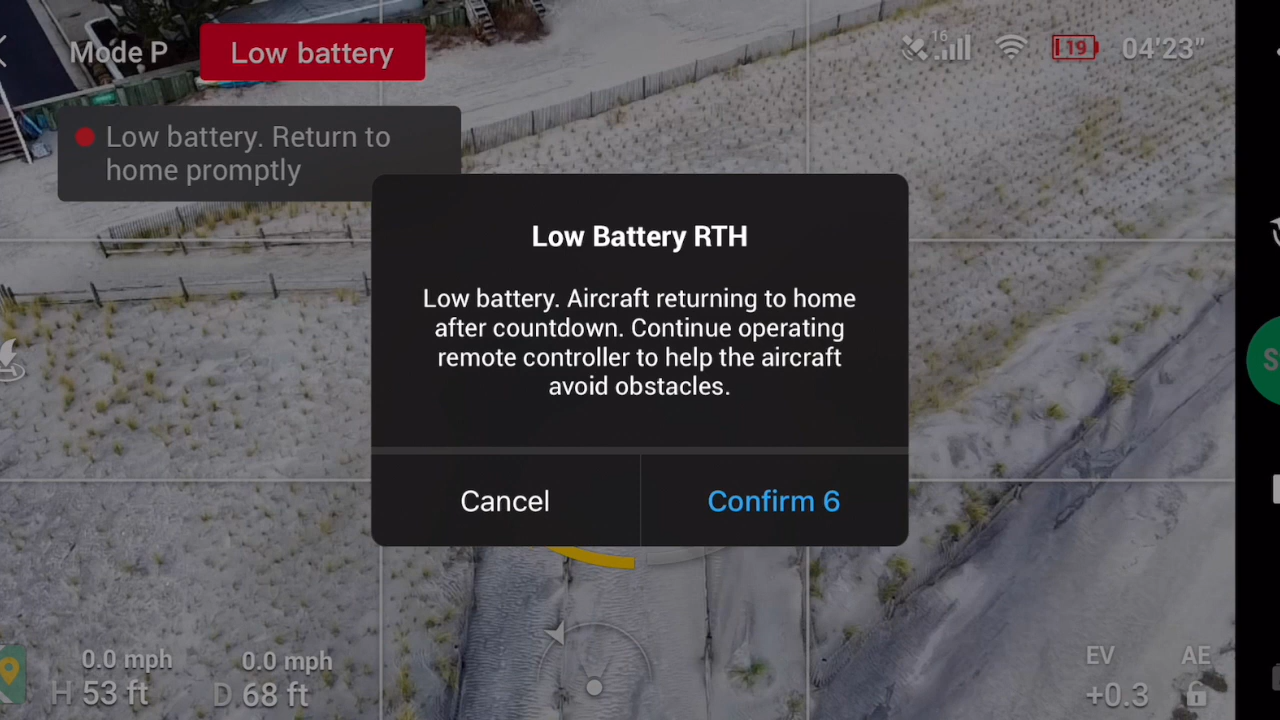 Mode P
Low battery
16
19
04'23"
Low battery. Return to
home promptly
Low Battery RTH
Low battery. Aircraft returning to home
after countdown. Continue operating
remote controller to help the aircraft
avoid obstacles.
Cancel
Confirm 6
S
0.0 mph
0.0 mph
H 53 ft
D 68 ft
EV
AE
+0.3